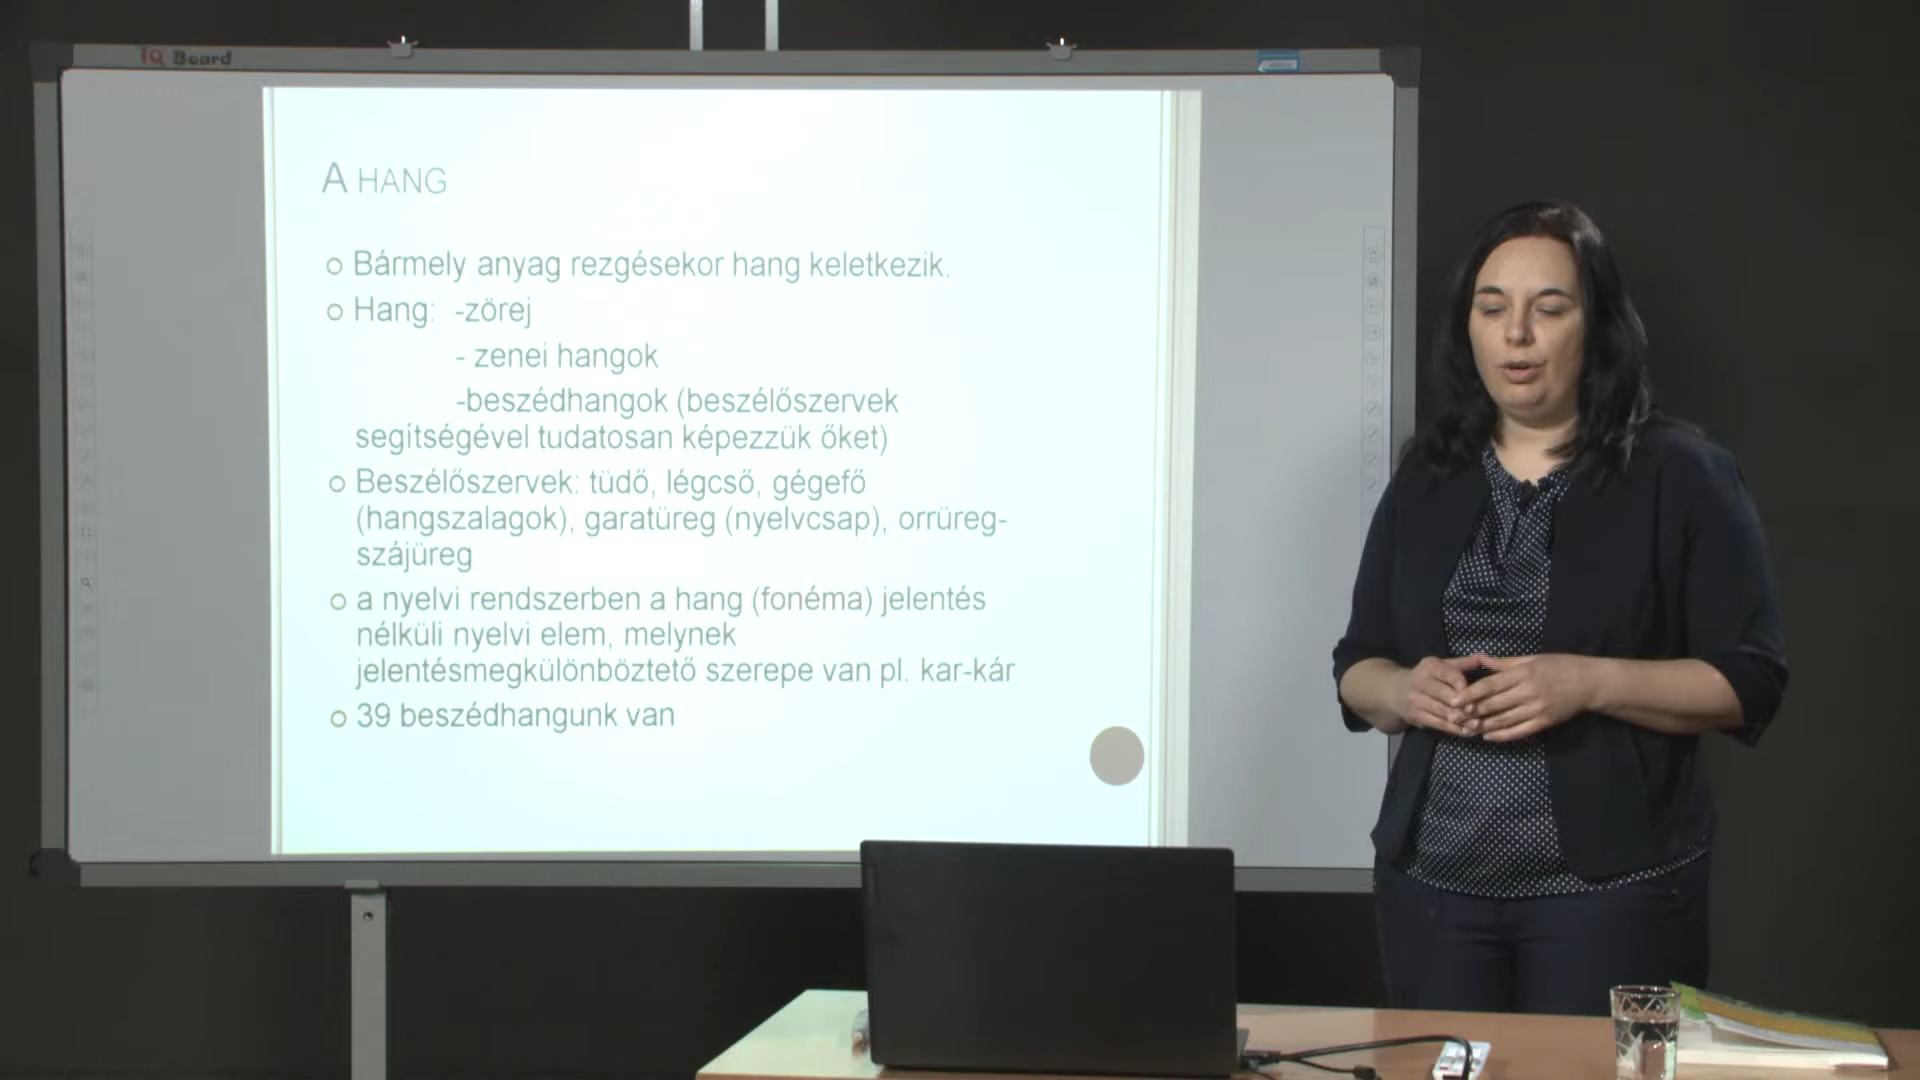 IQ Board
A HANG
Bármely anyag rezgésekor hang keletkezik.
Hang: -zörej
- zenei hangok
-beszédhangok (beszélőszervek
segítségével tudatosan képezzük őket)
Beszélőszervek: tüdő, légcső, gégefő
(hangszalagok), garatüreg (nyelvcsap), orrüreg-
szájüreg
a nyelvi rendszerben a hang (fonéma) jelentés
nélküli nyelvi elem, melynek
jelentésmegkülönböztető szerepe van pl. kar-kár
39 beszédhangunk van